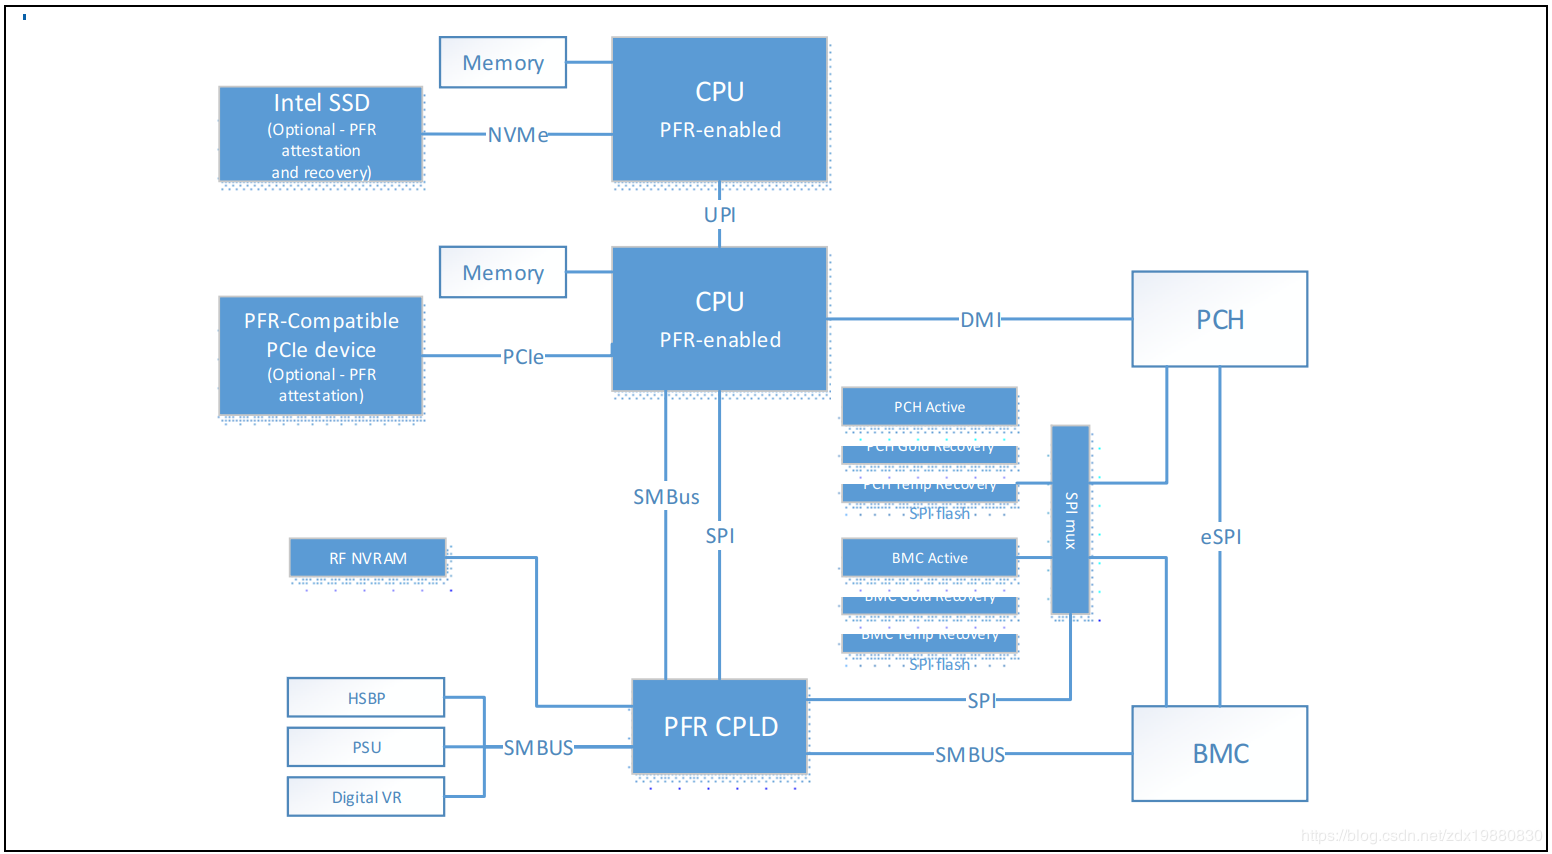 Memory
CPU
PFR-enabled
Intel SSD
(Optional - PFR
attestation
and recovery)
NVMe
UPI
Memory
CPU
PFR-enabled
PFR-Compatible
PCIe device
(Optional - PFR
attestation)
PCIe
DMI
PCH
PCH Active
PCH Gold Recovery
PCH Temp Recovery
SPI flash
SPI mux
SMBus
SPI
eSPI
RF NVRAM
BMC Active
BMC Gold Recovery
BMC Temp Recovery
SPI flash
HSBP
PSU
Digital VR
SMBUS
PFR CPLD
SPI
SMBUS
BMC
https://blog.csdn.net/zdx19880830